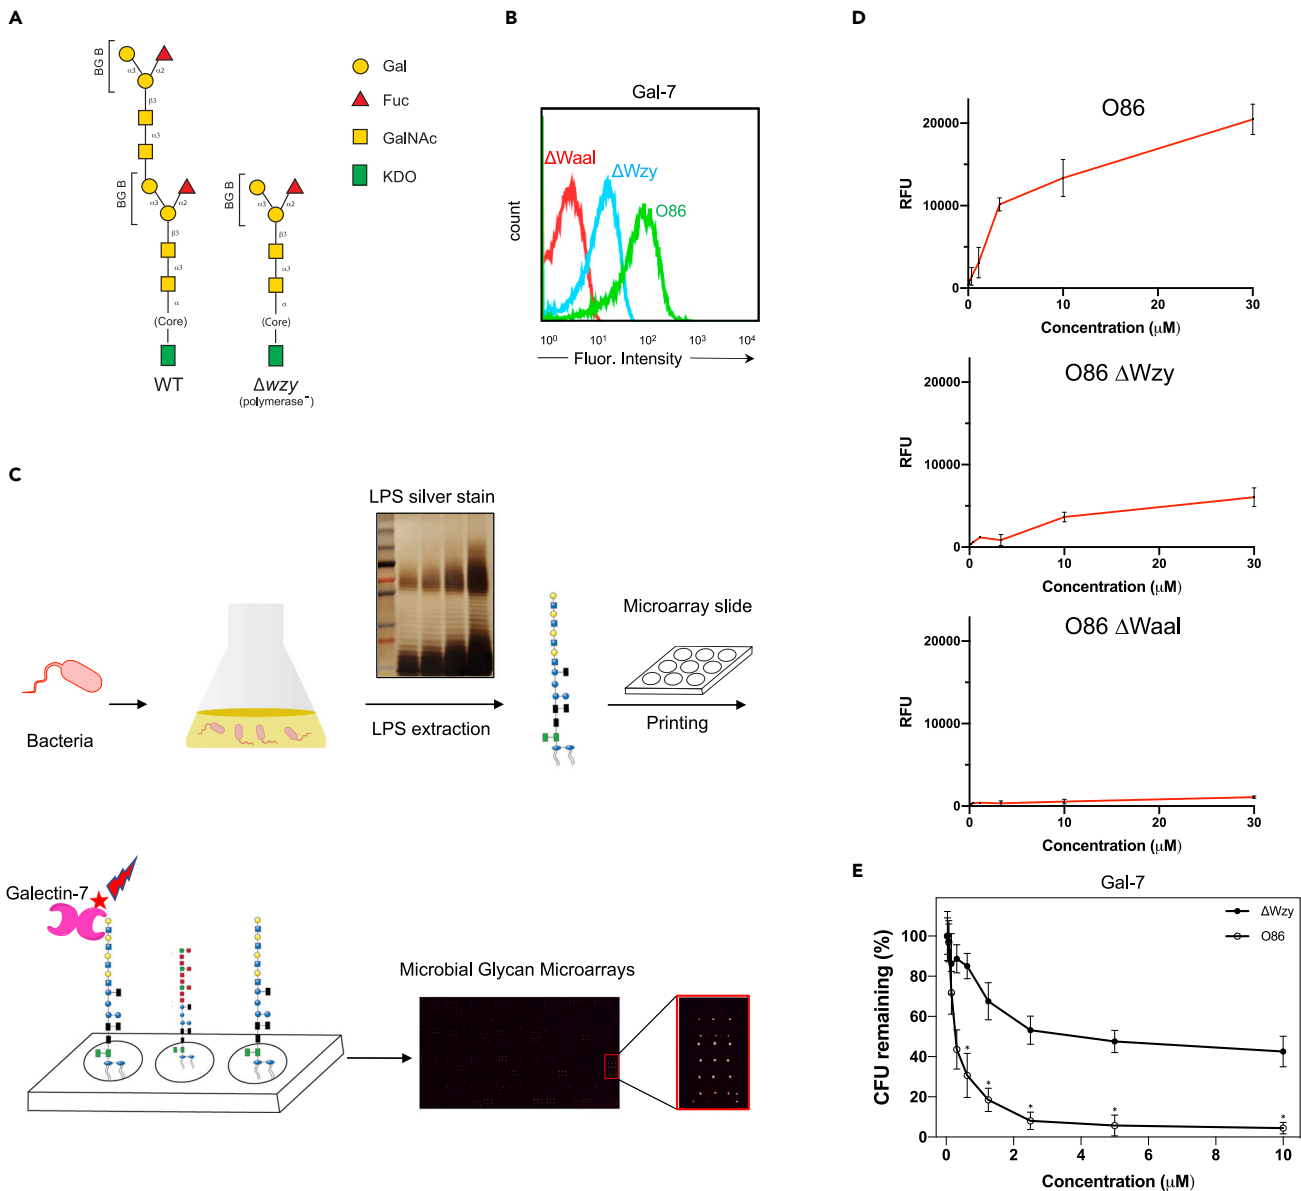 A
BG B
α3
α2
β3
α3
BG B
α3
α2
β3
α3
α
(Core)
WT
BG B
α3
α2
β3
α3
α
(Core)
Δwzy
(polymerase⁻)
Gal
Fuc
GalNAc
KDO
B
Gal-7
ΔWaal
ΔWzy
O86
count
10⁰ 10¹ 10² 10³ 10⁴
Fluor. Intensity
C
Bacteria
LPS silver stain
LPS extraction
Microarray slide
Printing
Galectin-7
Microbial Glycan Microarrays
D
O86
RFU
20000
10000
0
0 10 20 30
Concentration (μM)
O86 ΔWzy
RFU
20000
10000
0
0 10 20 30
Concentration (μM)
O86 ΔWaal
RFU
20000
10000
0
0 10 20 30
Concentration (μM)
E
Gal-7
ΔWzy
O86
CFU remaining (%)
100
80
60
40
20
0
* * * * *
0 2 4 6 8 10
Concentration (μM)